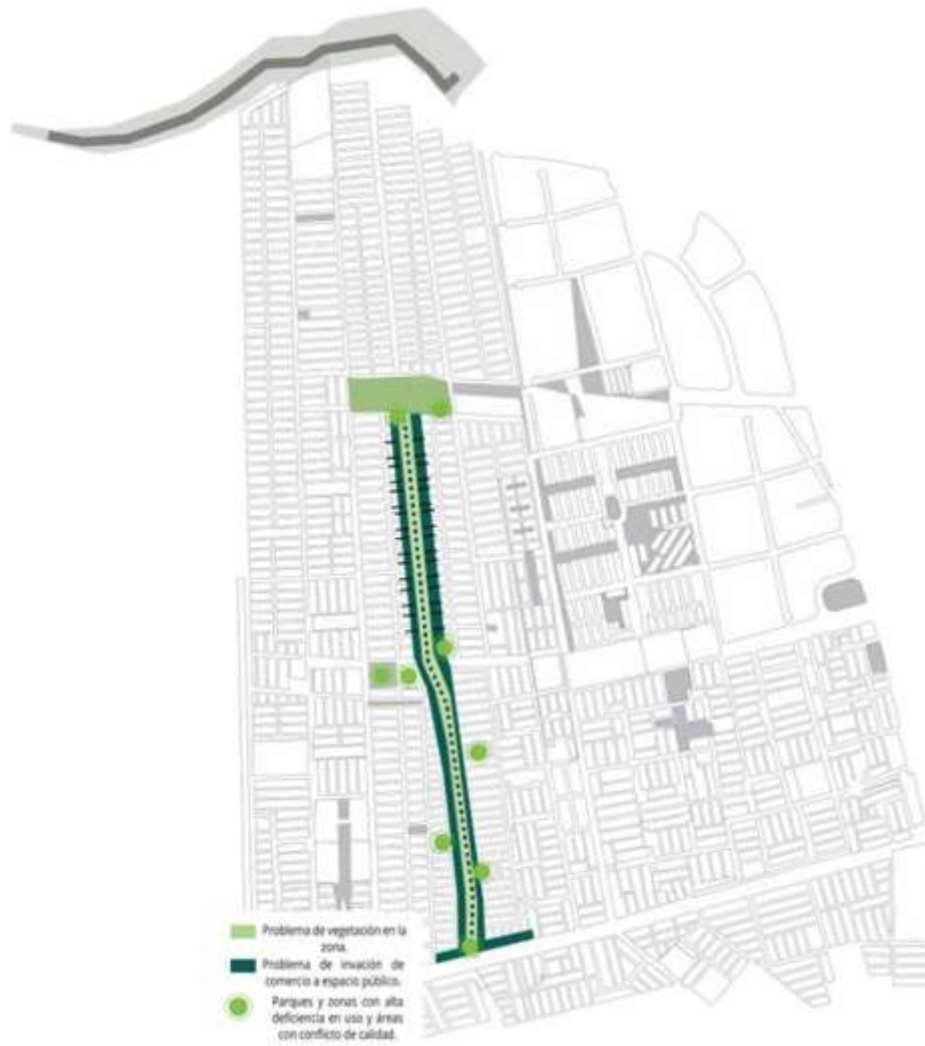 Problema de vegetación en la
zona.
Problema de invación de
comercio a espacio público.
Parques y zonas con alta
deficiencia en uso y áreas
con conflicto de calidad.